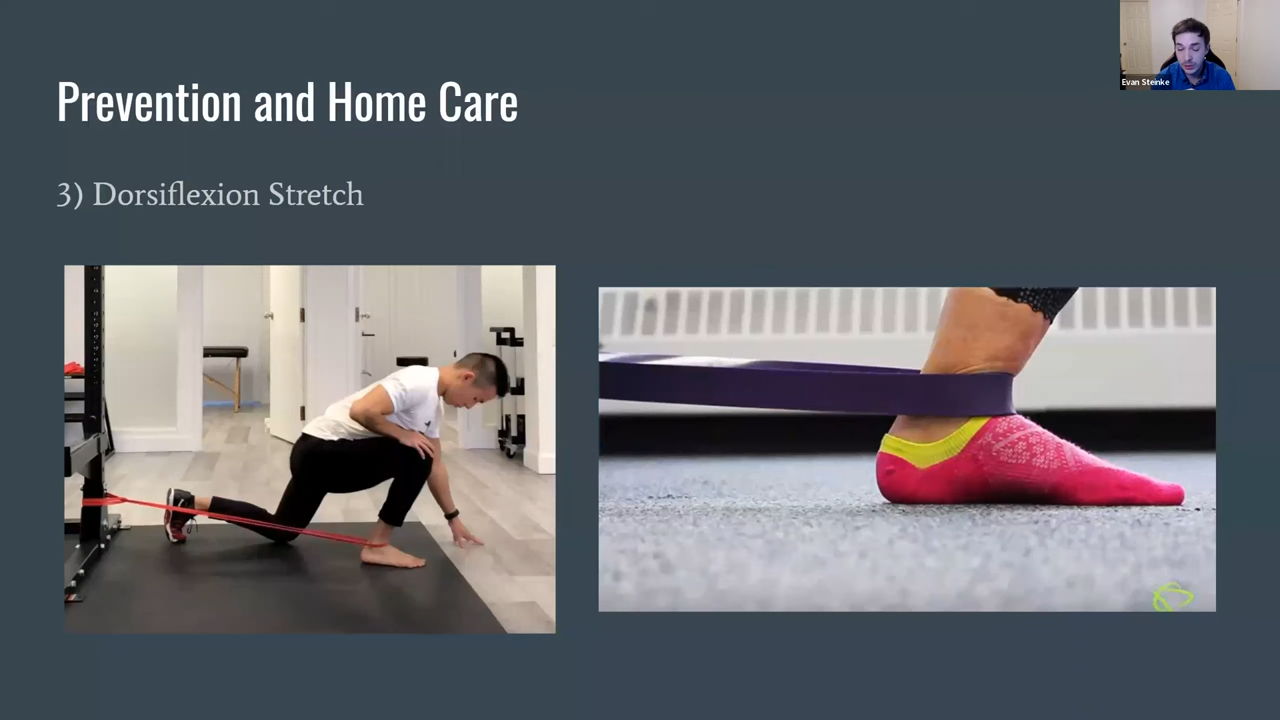 Prevention and Home Care
Evan Steinke
3) Dorsiflexion Stretch